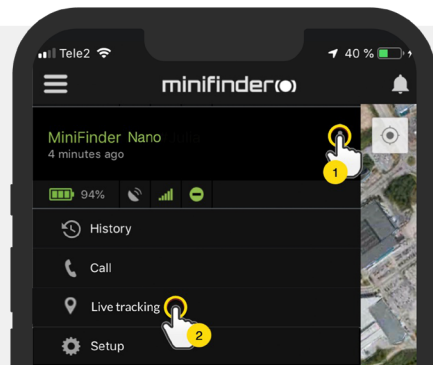 Tele2 40 %
minifinder
MiniFinder Nano
4 minutes ago
1
94%
History
Call
Live tracking
2
Setup